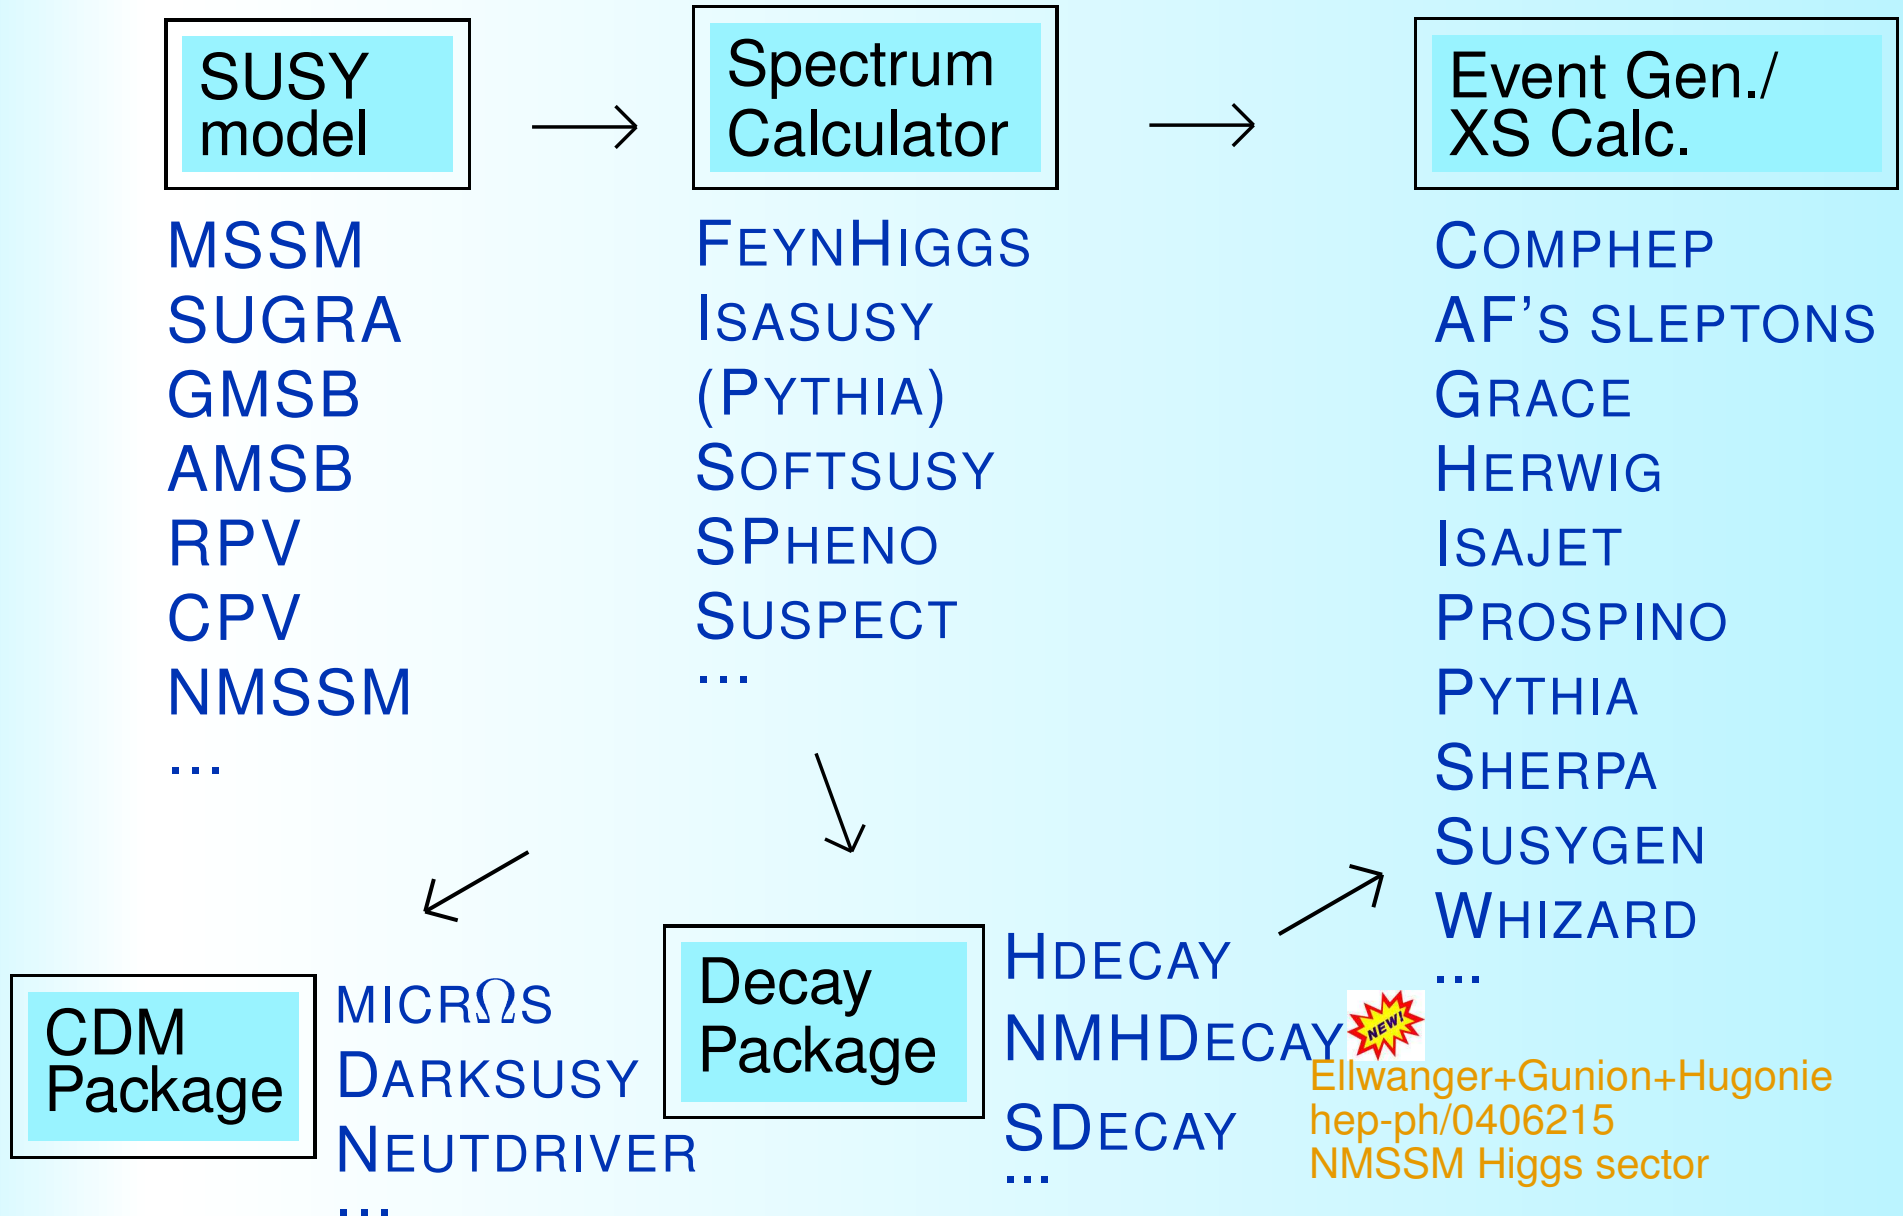 SUSY
model
MSSM
SUGRA
GMSB
AMSB
RPV
CPV
NMSSM
...
Spectrum
Calculator
FEYNHIGGS
ISASUSY
(PYTHIA)
SOFTSUSY
SPHENO
SUSPECT
...
Event Gen./
XS Calc.
COMPHEP
AF'S SLEPTONS
GRACE
HERWIG
ISAJET
PROSPINO
PYTHIA
SHERPA
SUSYGEN
WHIZARD
...
CDM
Package
MICRΩS
DARKSUSY
NEUTDRIVER
...
Decay
Package
HDECAY
NMHDECAY
NEW!
SDECAY
...
Ellwanger+Gunion+Hugonie
hep-ph/0406215
NMSSM Higgs sector